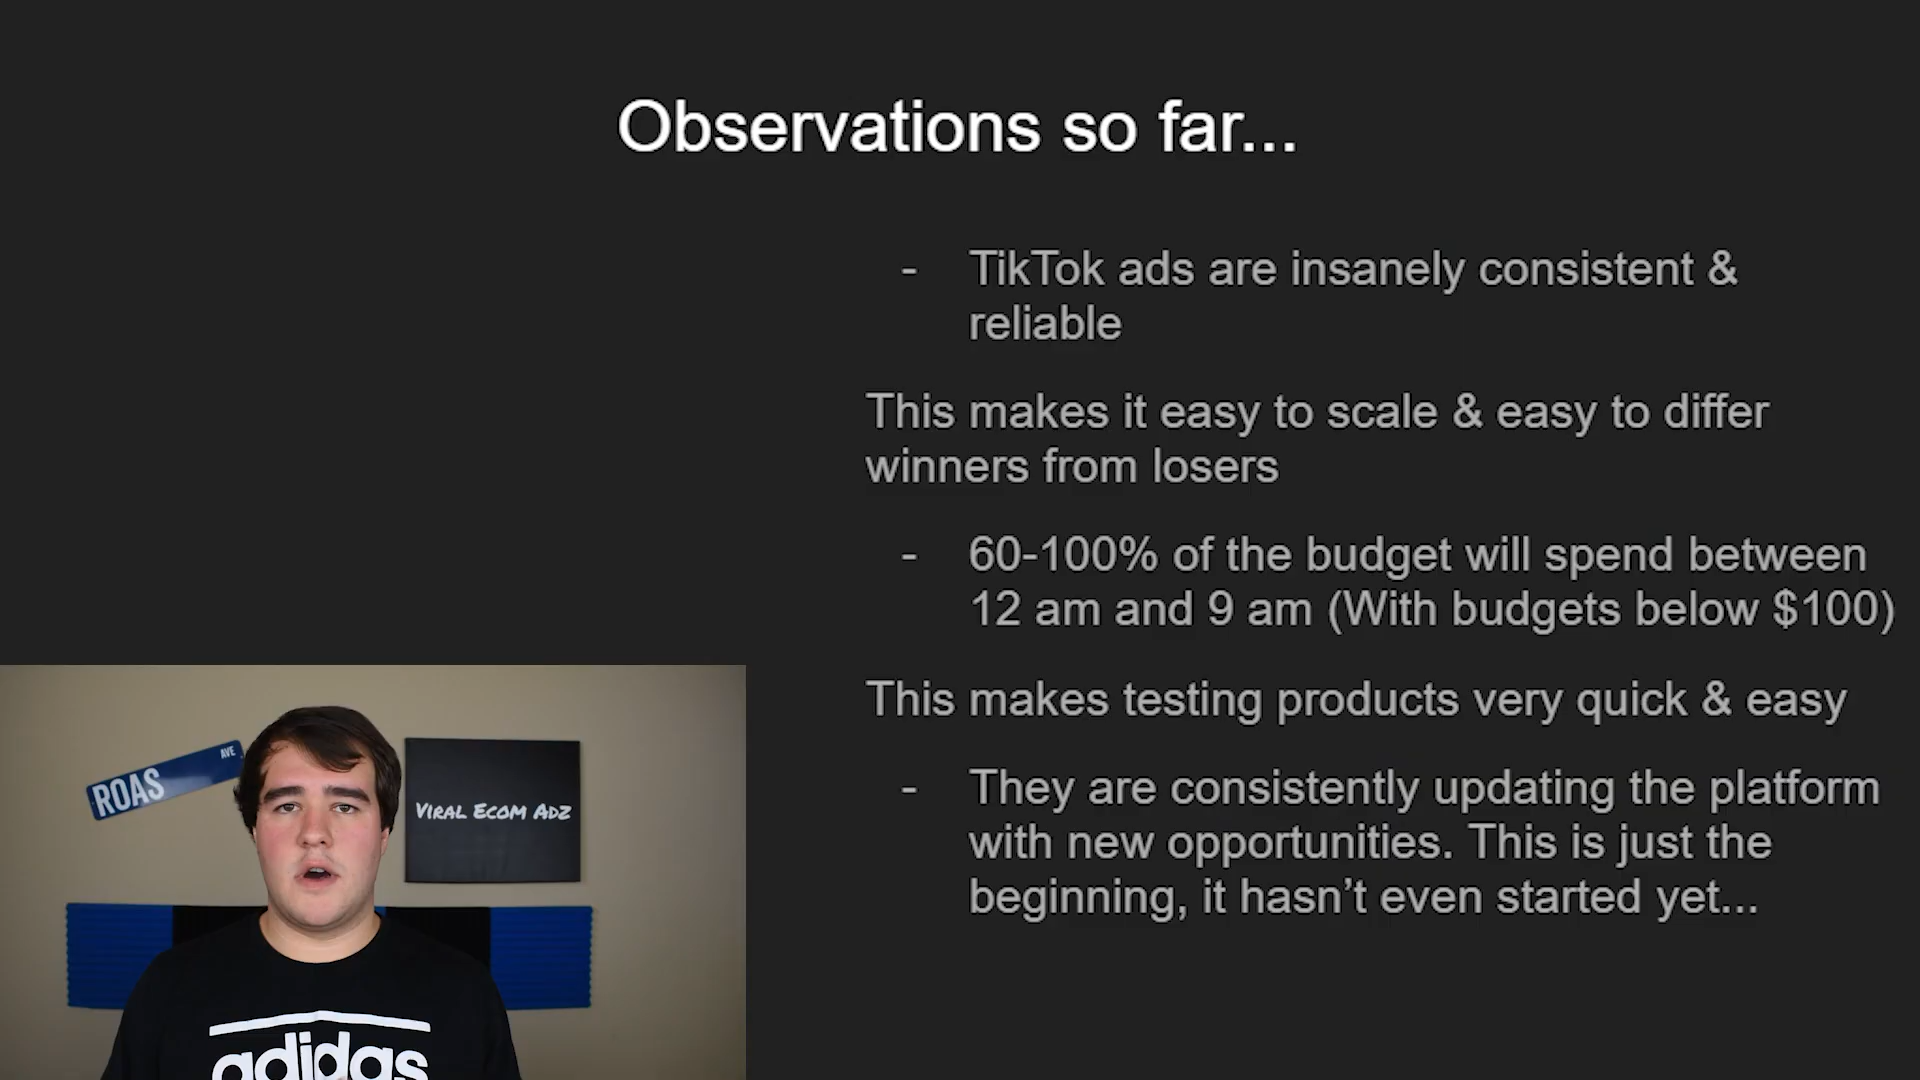 Observations so far...
- TikTok ads are insanely consistent &
reliable
This makes it easy to scale & easy to differ
winners from losers
- 60-100% of the budget will spend between
12 am and 9 am (With budgets below $100)
This makes testing products very quick & easy
- They are consistently updating the platform
with new opportunities. This is just the
beginning, it hasn’t even started yet...
ROAS AVE
VIRAL ECOM ADZ
adidas